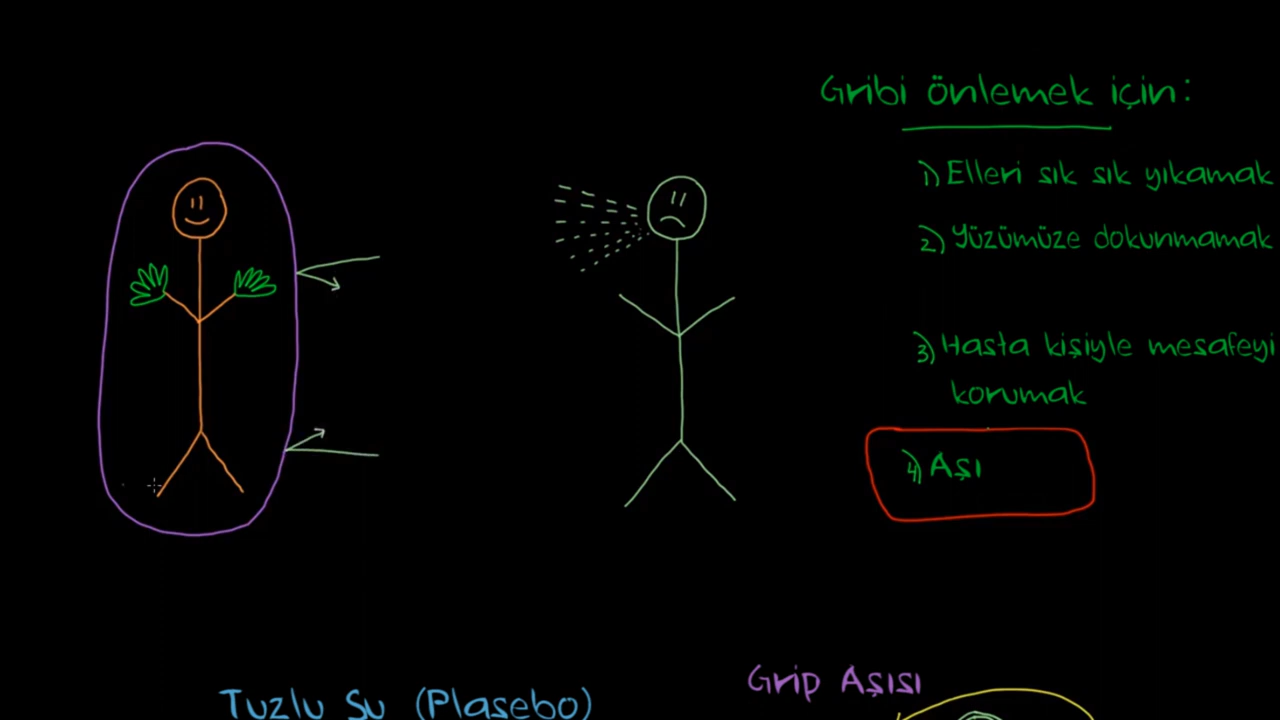 Gribi önlemek için:
1) Elleri sık sık yıkamak
2) Yüzümüze dokunmamak
3) Hasta kişiyle mesafeyi
korumak
4) Aşı
Grip Aşısı
Tuzlu Su (Plasebo)